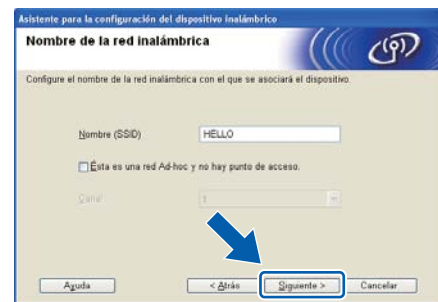 Asistente para la configuración del dispositivo inalámbrico
Nombre de la red inalámbrica
Configure el nombre de la red inalámbrica con el que se asociará el dispositivo.
Nombre (SSID) HELLO
Ésta es una red Ad-hoc y no hay punto de acceso.
Canal 1
Ayuda < Atrás Siguiente > Cancelar